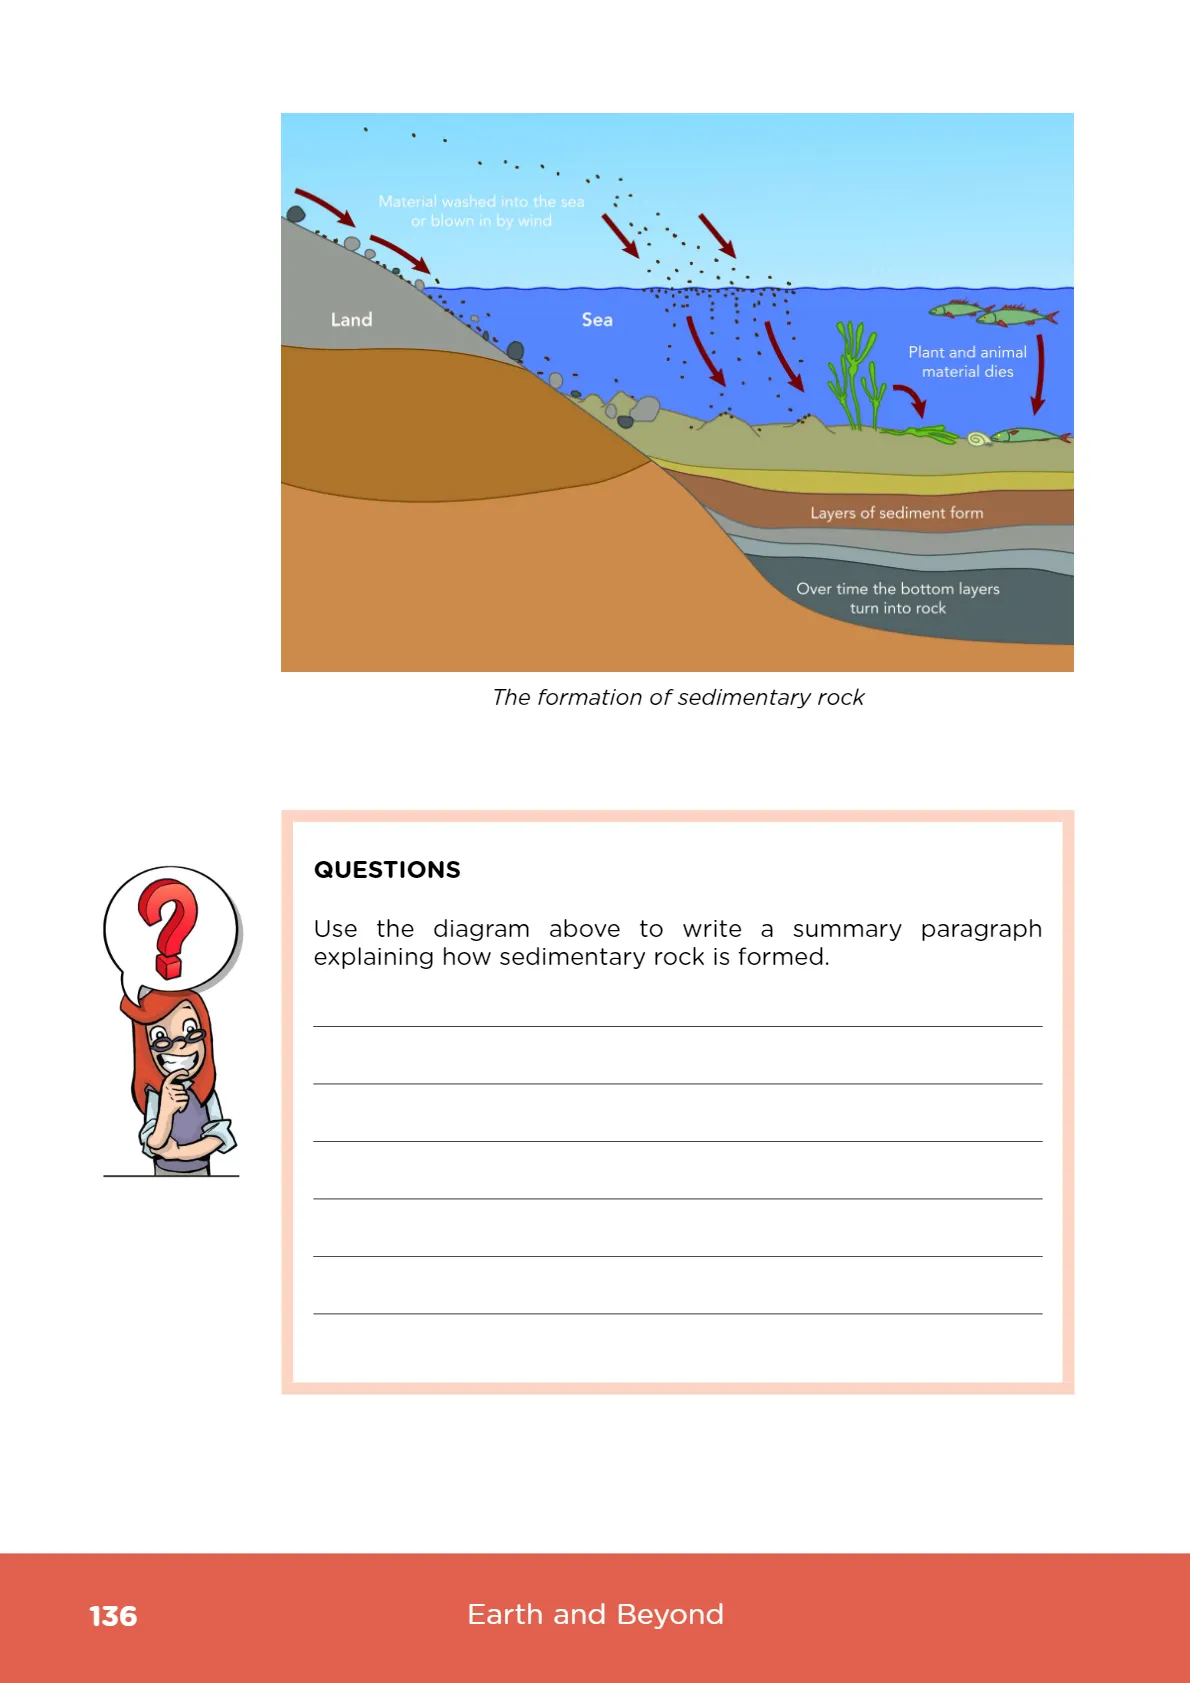 Material washed into the sea
or blown in by wind
Land
Sea
Plant and animal
material dies
Layers of sediment form
Over time the bottom layers
turn into rock
The formation of sedimentary rock
?
QUESTIONS
Use the diagram above to write a summary paragraph
explaining how sedimentary rock is formed.
136
Earth and Beyond